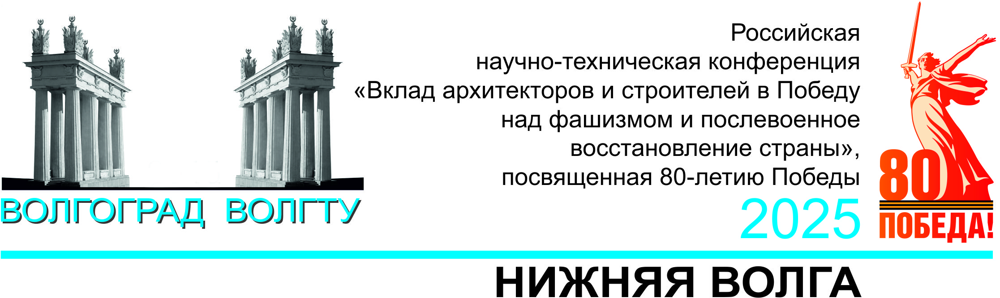 Российская
научно-техническая конференция
«Вклад архитекторов и строителей в Победу
над фашизмом и послевоенное
восстановление страны»,
посвященная 80-летию Победы
2025
ВОЛГОГРАД ВОЛГТУ
80
ПОБЕДА!
НИЖНЯЯ ВОЛГА